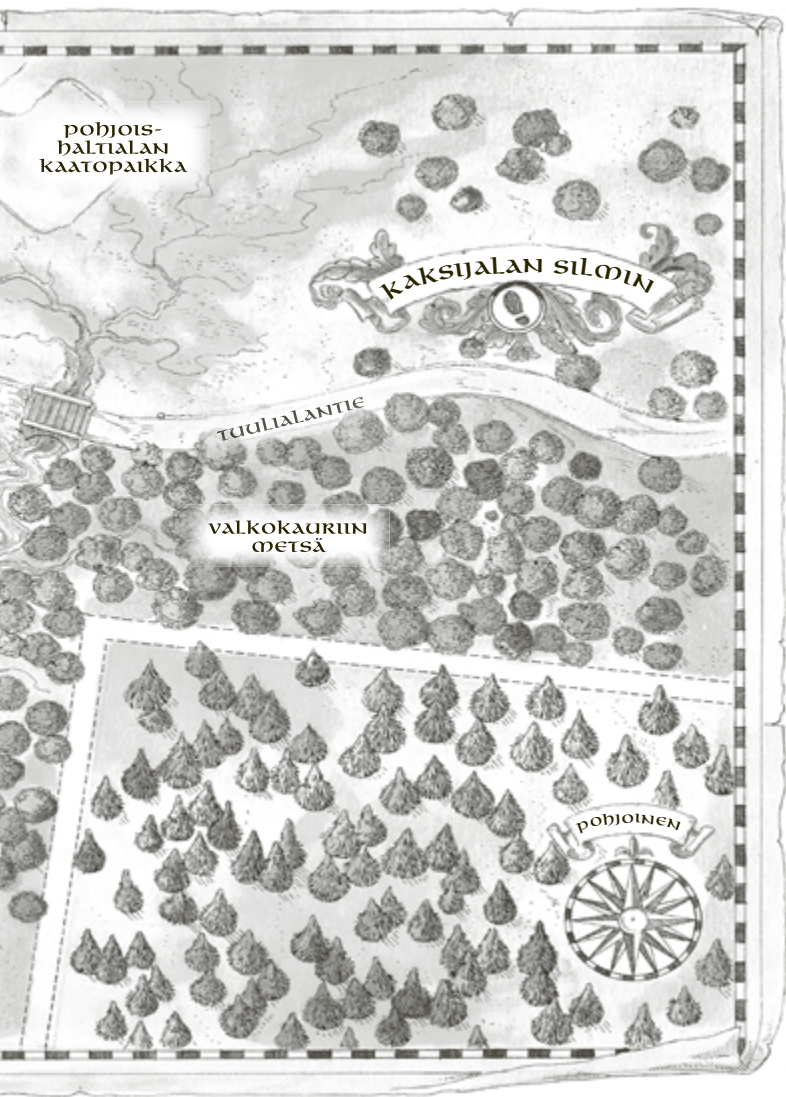 POHJOIS-
HALTIALAN
KAATOPAIKKA
KAKSIJALAN SILMIN
TUULIALANTIE
VALKOKAURIIN
METSÄ
POHJOINEN